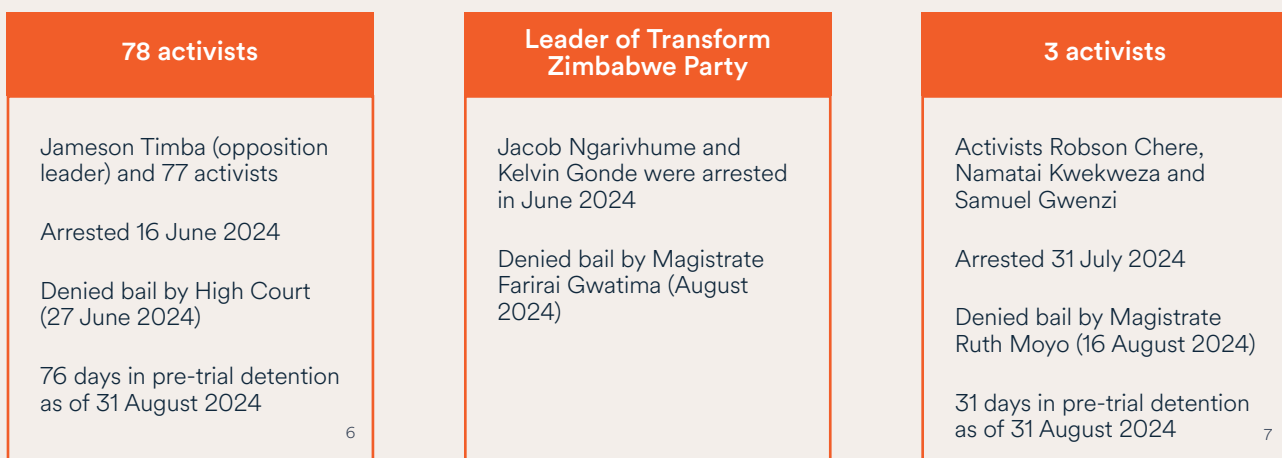 78 activists
Jameson Timba (opposition
leader) and 77 activists
Arrested 16 June 2024
Denied bail by High Court
(27 June 2024)
76 days in pre-trial detention
as of 31 August 2024
6
Leader of Transform
Zimbabwe Party
Jacob Ngarivhume and
Kelvin Gonde were arrested
in June 2024
Denied bail by Magistrate
Farirai Gwatima (August
2024)
3 activists
Activists Robson Chere,
Namatai Kwekweza and
Samuel Gwenzi
Arrested 31 July 2024
Denied bail by Magistrate
Ruth Moyo (16 August 2024)
31 days in pre-trial detention
as of 31 August 2024
7